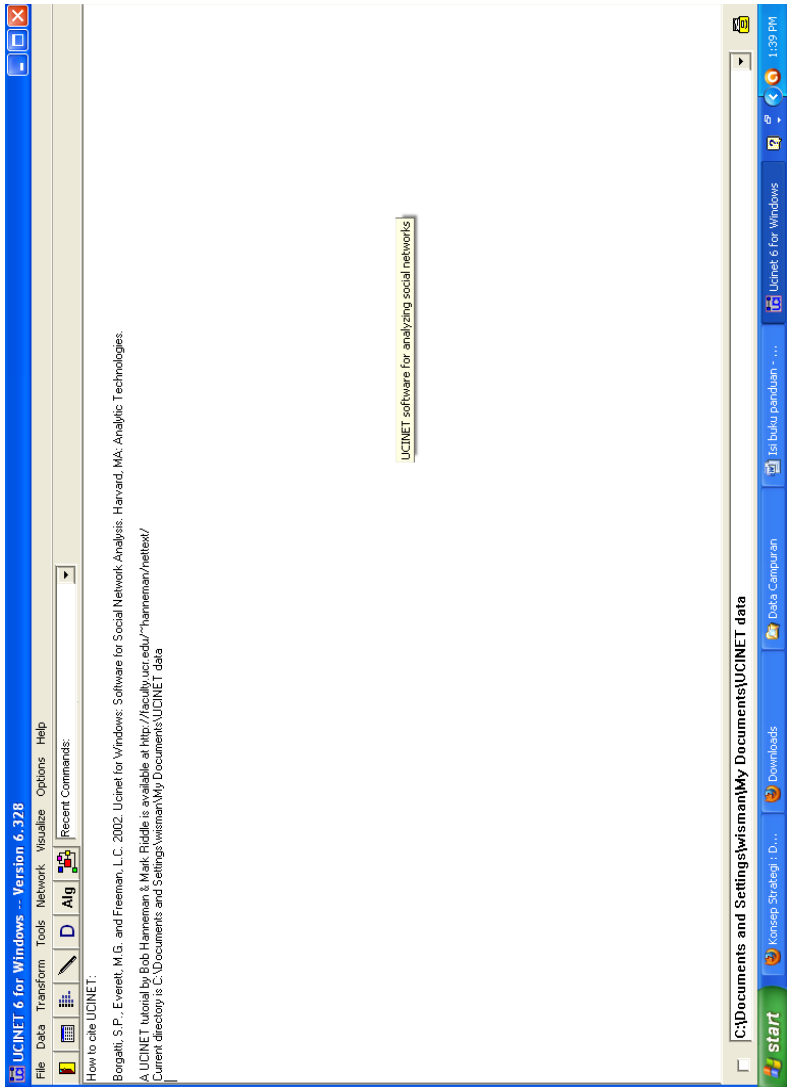 UCINET 6 for Windows -- Version 6.328
File Data Transform Tools Network Visualize Options Help
D Alg Recent Commands:
How to cite UCINET:
Borgatti, S.P., Everett, M.G. and Freeman, L.C. 2002. Ucinet for Windows: Software for Social Network Analysis. Harvard, MA: Analytic Technologies.
A UCINET tutorial by Bob Hanneman & Mark Riddle is available at http://faculty.ucr.edu/~hanneman/nettext/
Current directory is C:\Documents and Settings\wisman\My Documents\UCINET data
UCINET software for analyzing social networks
C:\Documents and Settings\wisman\My Documents\UCINET data
start Konsep Strategi : D... Downloads Data Campuran Isi buku panduan - ... Ucinet 6 for Windows 1:39 PM